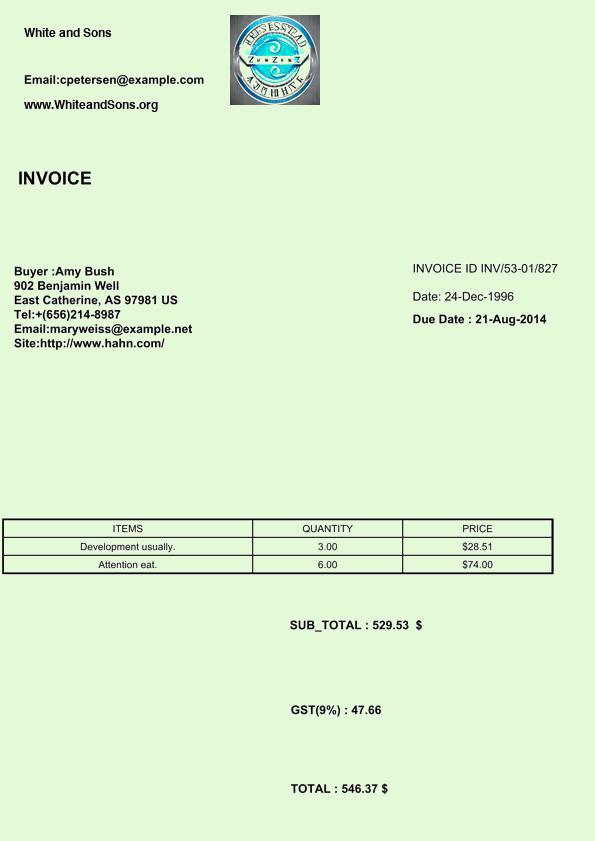 White and Sons
Email:cpetersen@example.com
www.WhiteandSons.org
INVOICE
Buyer :Amy Bush
902 Benjamin Well
East Catherine, AS 97981 US
Tel:+(656)214-8987
Email:maryweiss@example.net
Site:http://www.hahn.com/
INVOICE ID INV/53-01/827
Date: 24-Dec-1996
Due Date : 21-Aug-2014
ITEMS QUANTITY PRICE
Development usually. 3.00 $28.51
Attention eat. 6.00 $74.00
SUB_TOTAL : 529.53 $
GST(9%) : 47.66
TOTAL : 546.37 $